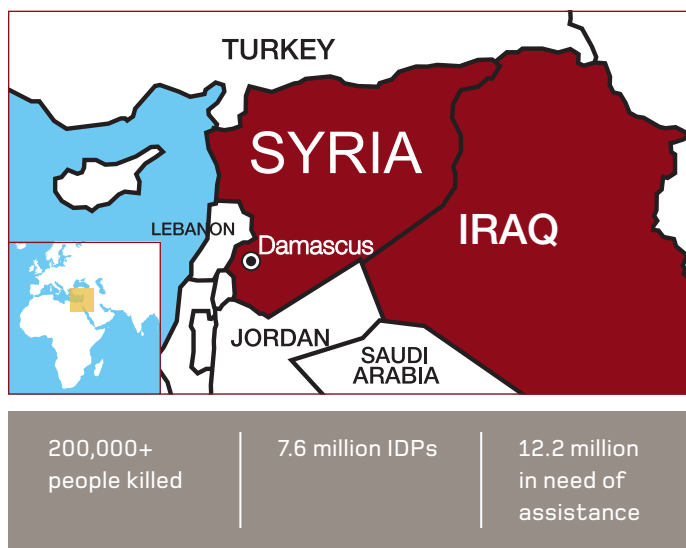 TURKEY
SYRIA
LEBANON
Damascus
IRAQ
JORDAN
SAUDI
ARABIA
200,000+
people killed
7.6 million IDPs
12.2 million
in need of
assistance